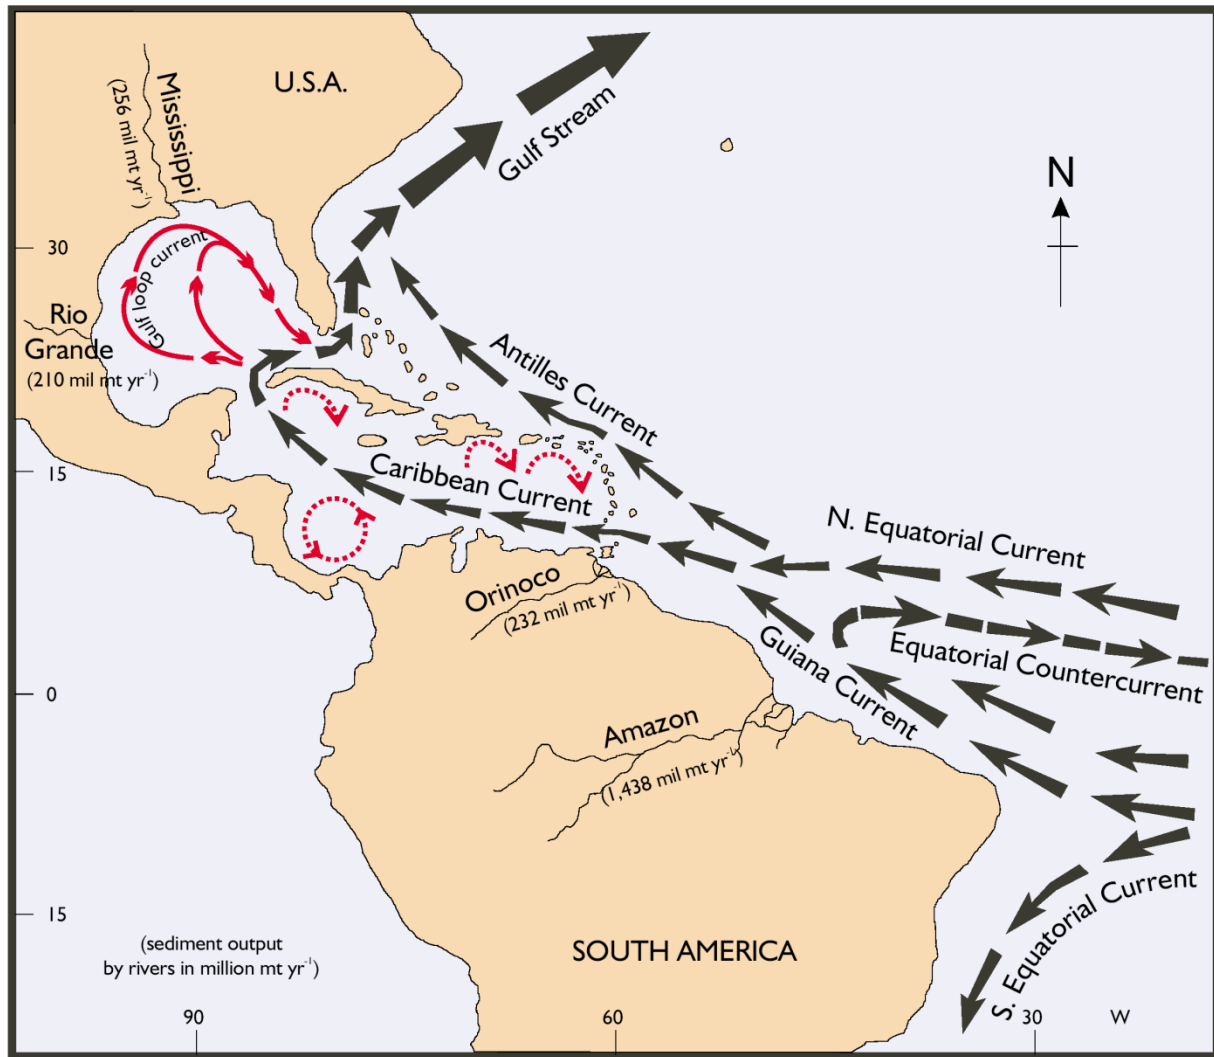 U.S.A.
Mississippi
(256 mil mt yr⁻¹)
Gulf Stream
N
30
Gulf loop current
Rio
Grande
(210 mil mt yr⁻¹)
Antilles Current
15
Caribbean Current
N. Equatorial Current
Orinoco
(232 mil mt yr⁻¹)
Guiana Current
Equatorial Countercurrent
0
Amazon
(1,438 mil mt yr⁻¹)
S. Equatorial Current
15
(sediment output
by rivers in million mt yr⁻¹)
SOUTH AMERICA
90
60
30
W